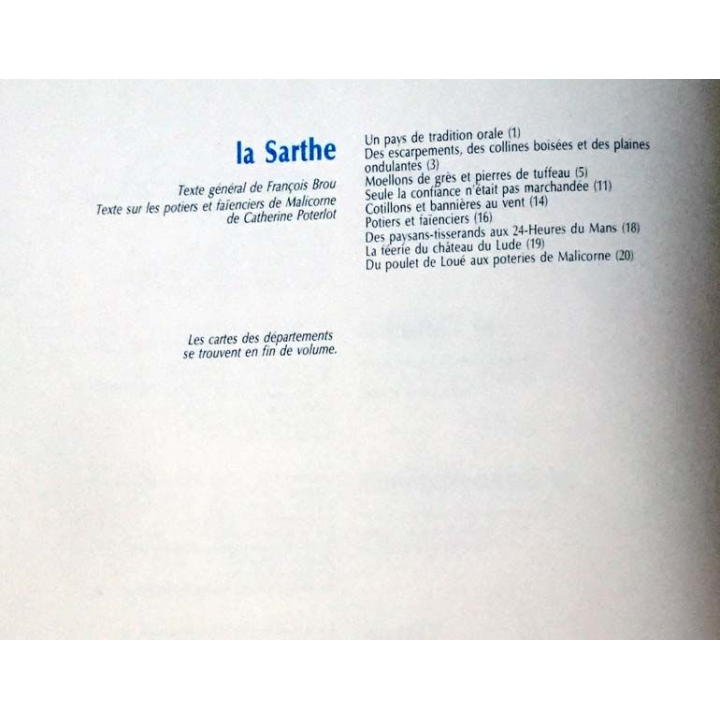 la Sarthe
Texte général de François Brou
Texte sur les potiers et faïenciers de Malicorne
de Catherine Poterlot
Les cartes des départements
se trouvent en fin de volume.
Un pays de tradition orale (1)
Des escarpements, des collines boisées et des plaines
ondulantes (3)
Moellons de grès et pierres de tuffeau (5)
Seule la confiance n'était pas marchandée (11)
Cotillons et bannières au vent (14)
Potiers et faïenciers (16)
Des paysans-tisserands aux 24-Heures du Mans (18)
La féerie du château du Lude (19)
Du poulet de Loué aux poteries de Malicorne (20)